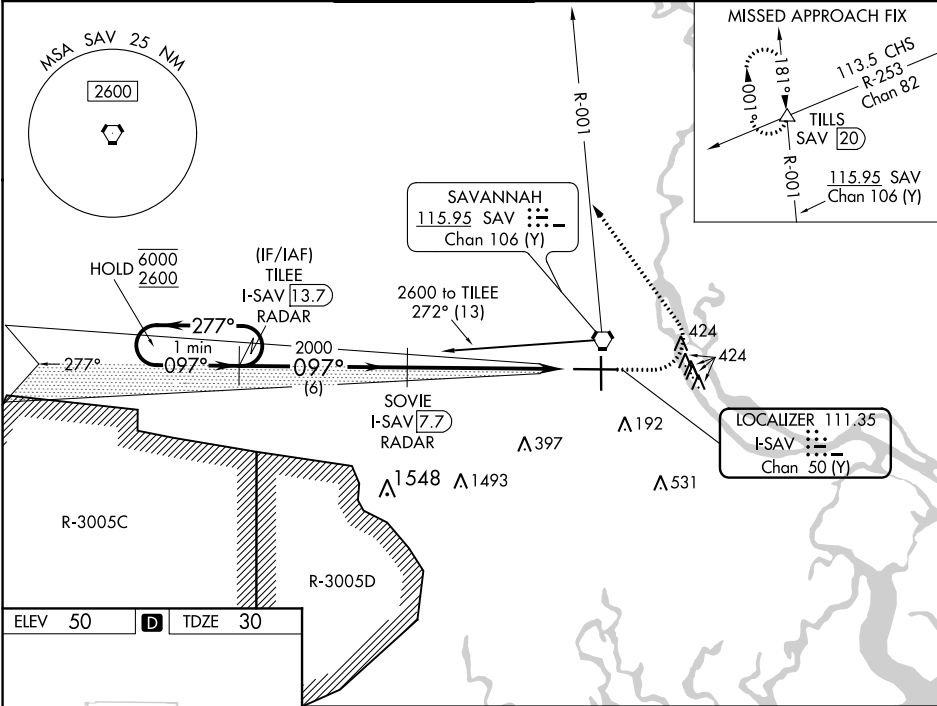 MSA SAV 25 NM
2600
MISSED APPROACH FIX
181°
001°
113.5 CHS
R-253
Chan 82
TILLS
SAV 20
R-001
115.95 SAV
Chan 106 (Y)
R-001
SAVANNAH
115.95 SAV
Chan 106 (Y)
HOLD 6000
2600
(IF/IAF)
TILEE
I-SAV 13.7
RADAR
2600 to TILEE
272° (13)
277°
1 min
097°
277°
2000
097°
(6)
SOVIE
I-SAV 7.7
RADAR
424
424
192
397
1548
1493
531
LOCALIZER 111.35
I-SAV
Chan 50 (Y)
R-3005C
R-3005D
ELEV 50 D TDZE 30